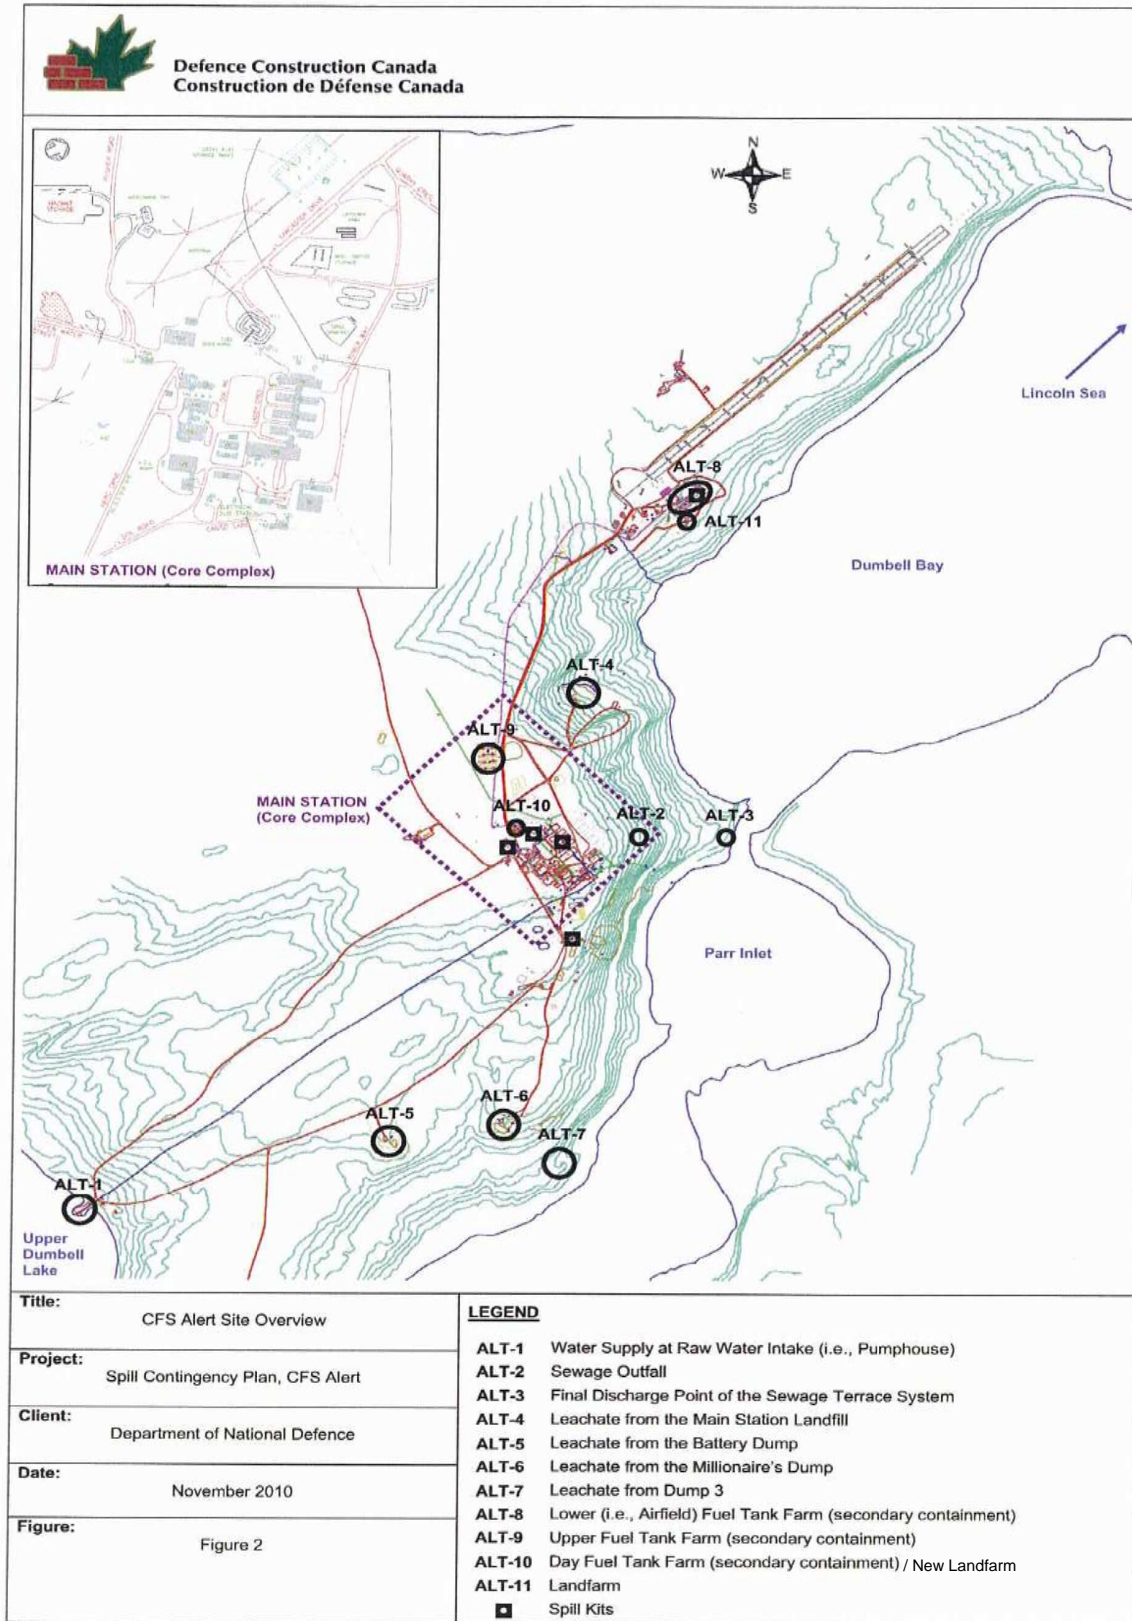 Defence Construction Canada
Construction de Défense Canada
MAIN STATION (Core Complex)
N
W E
S
Lincoln Sea
ALT-8
ALT-11
Dumbell Bay
ALT-4
ALT-9
MAIN STATION
(Core Complex)
ALT-10
ALT-2
ALT-3
Parr Inlet
ALT-6
ALT-5
ALT-7
ALT-1
Upper
Dumbell
Lake
Title:
CFS Alert Site Overview
Project:
Spill Contingency Plan, CFS Alert
Client:
Department of National Defence
Date:
November 2010
Figure:
Figure 2
LEGEND
ALT-1 Water Supply at Raw Water Intake (i.e., Pumphouse)
ALT-2 Sewage Outfall
ALT-3 Final Discharge Point of the Sewage Terrace System
ALT-4 Leachate from the Main Station Landfill
ALT-5 Leachate from the Battery Dump
ALT-6 Leachate from the Millionaire's Dump
ALT-7 Leachate from Dump 3
ALT-8 Lower (i.e., Airfield) Fuel Tank Farm (secondary containment)
ALT-9 Upper Fuel Tank Farm (secondary containment)
ALT-10 Day Fuel Tank Farm (secondary containment) / New Landfarm
ALT-11 Landfarm
Spill Kits